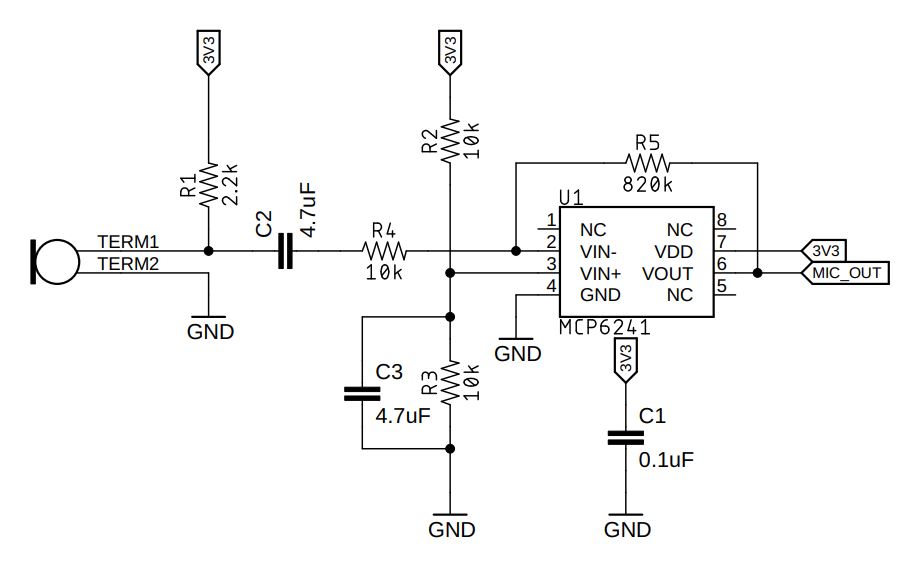 3V3
3V3
R1
2.2k
R2
10k
R5
820k
C2
4.7uF
R4
10k
TERM1
TERM2
GND
U1
1
NC
NC
8
2
VIN-
VDD
7
3V3
3
VIN+
VOUT
6
MIC_OUT
4
GND
NC
5
MCP6241
GND
3V3
C3
4.7uF
R3
10k
C1
0.1uF
GND
GND